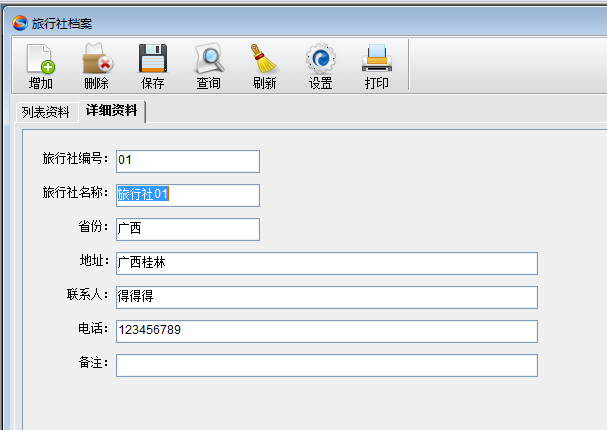 旅行社档案
增加 删除 保存 查询 刷新 设置 打印
列表资料 详细资料
旅行社编号： 01
旅行社名称： 旅行社01
省份： 广西
地址： 广西桂林
联系人： 得得得
电话： 123456789
备注：